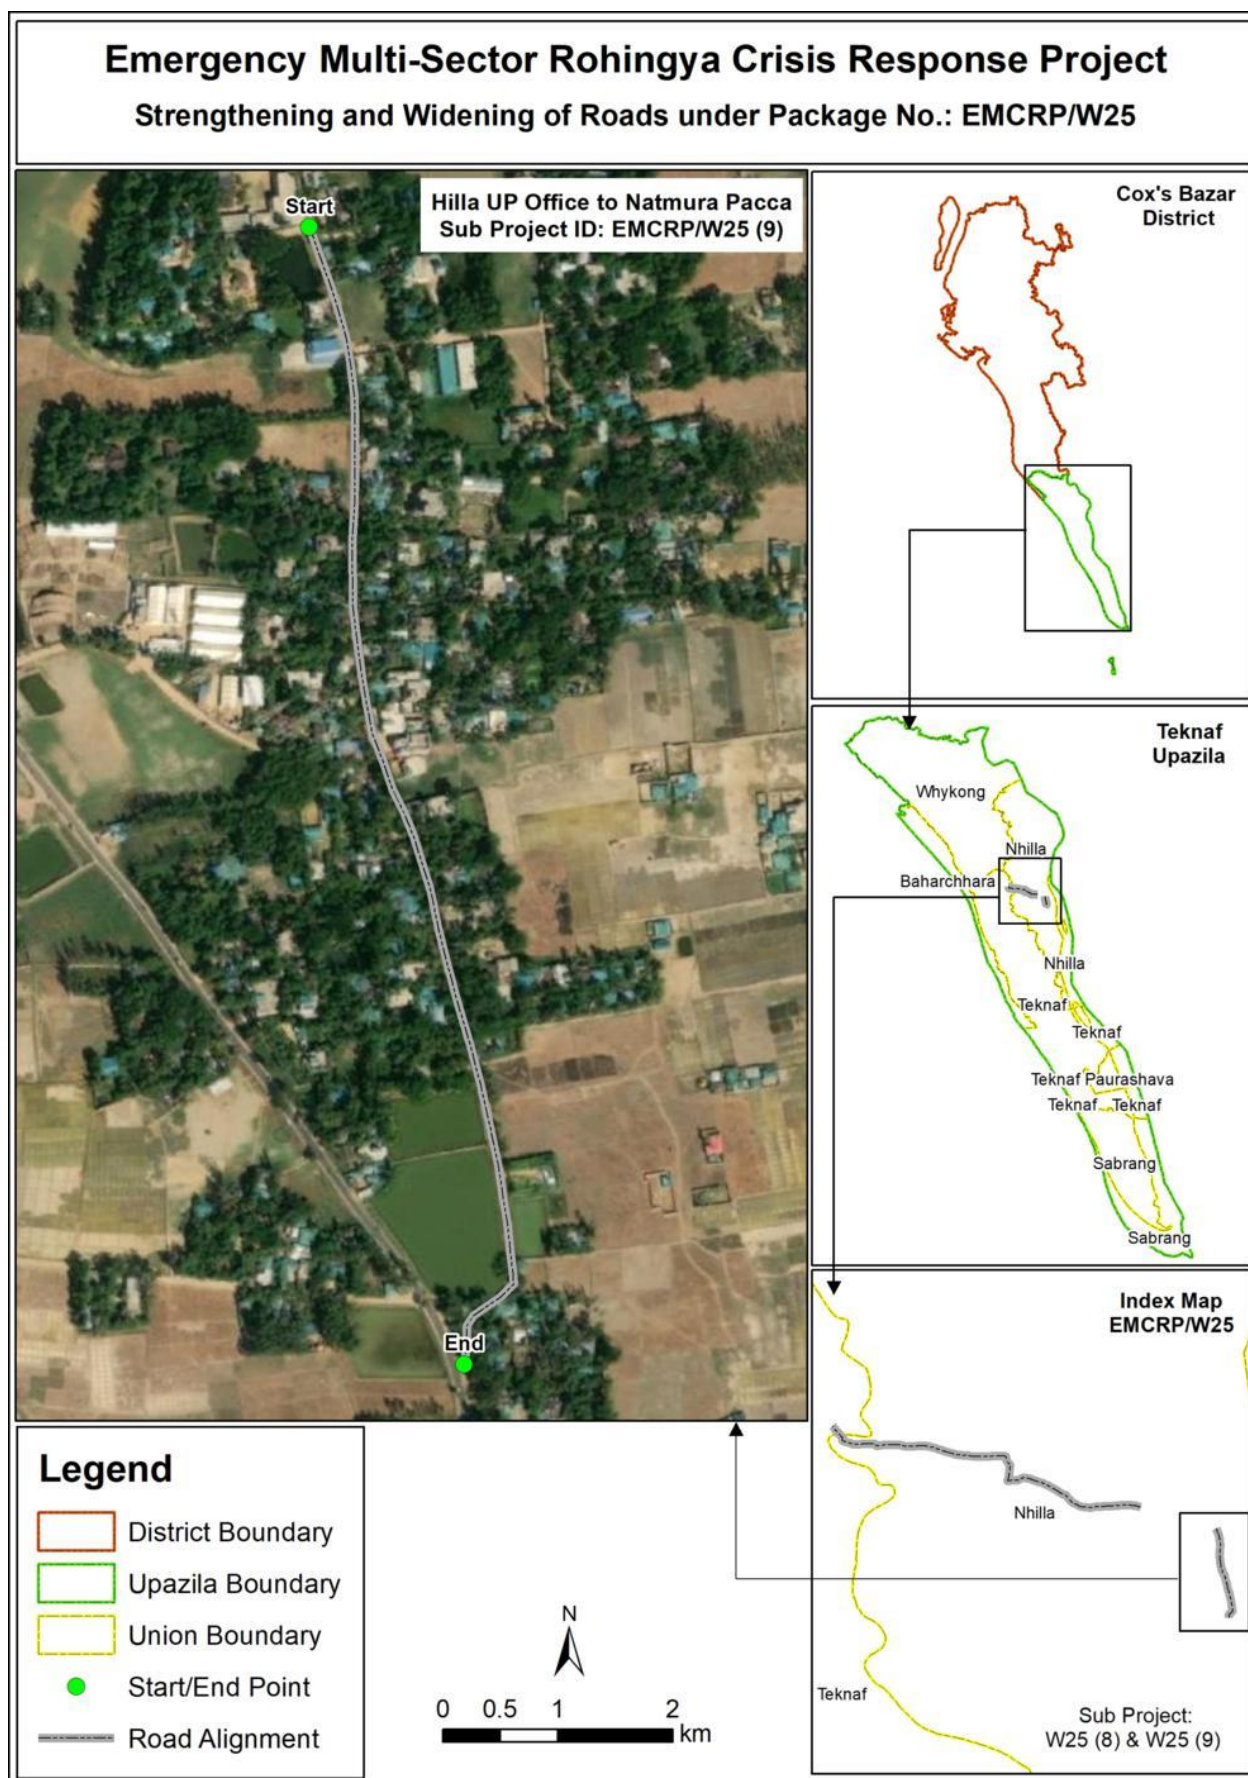 Emergency Multi-Sector Rohingya Crisis Response Project
Strengthening and Widening of Roads under Package No.: EMCRP/W25
Hilla UP Office to Natmura Pacca
Sub Project ID: EMCRP/W25 (9)
Start
End
Cox's Bazar
District
Teknaf
Upazila
Whykong
Nhilla
Baharchhara
Nhilla
Teknaf
Teknaf
Teknaf Paurashava
Teknaf Teknaf
Sabrang
Sabrang
Index Map
EMCRP/W25
Nhilla
Teknaf
Sub Project:
W25 (8) & W25 (9)
Legend
District Boundary
Upazila Boundary
Union Boundary
Start/End Point
Road Alignment
N
0 0.5 1 2
km